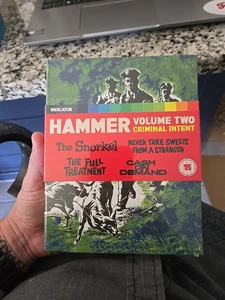 INDICATOR
HAMMER VOLUME TWO
CRIMINAL INTENT
The Snorkel
NEVER TAKE SWEETS
FROM A STRANGER
THE FULL
TREATMENT
CASH
ON
DEMAND
15